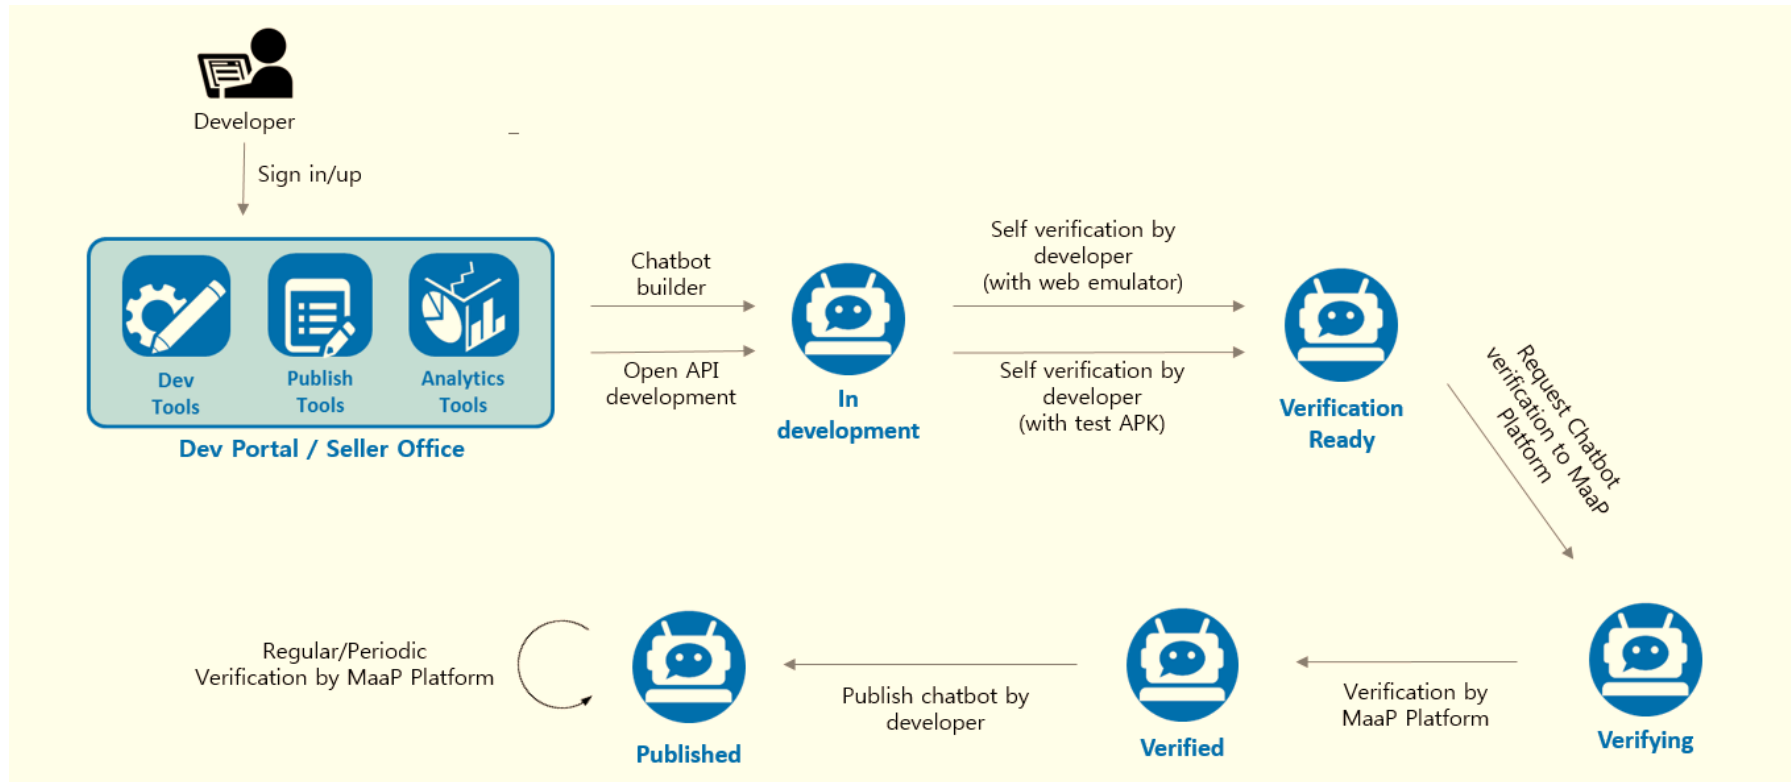 Developer
Sign in/up
Dev
Tools
Publish
Tools
Analytics
Tools
Dev Portal / Seller Office
Chatbot
builder
Open API
development
In
development
Self verification by
developer
(with web emulator)
Self verification by
developer
(with test APK)
Verification
Ready
Request Chatbot
verification to MaaP
Platform
Verifying
Verification by
MaaP Platform
Verified
Publish chatbot by
developer
Published
Regular/Periodic
Verification by MaaP Platform